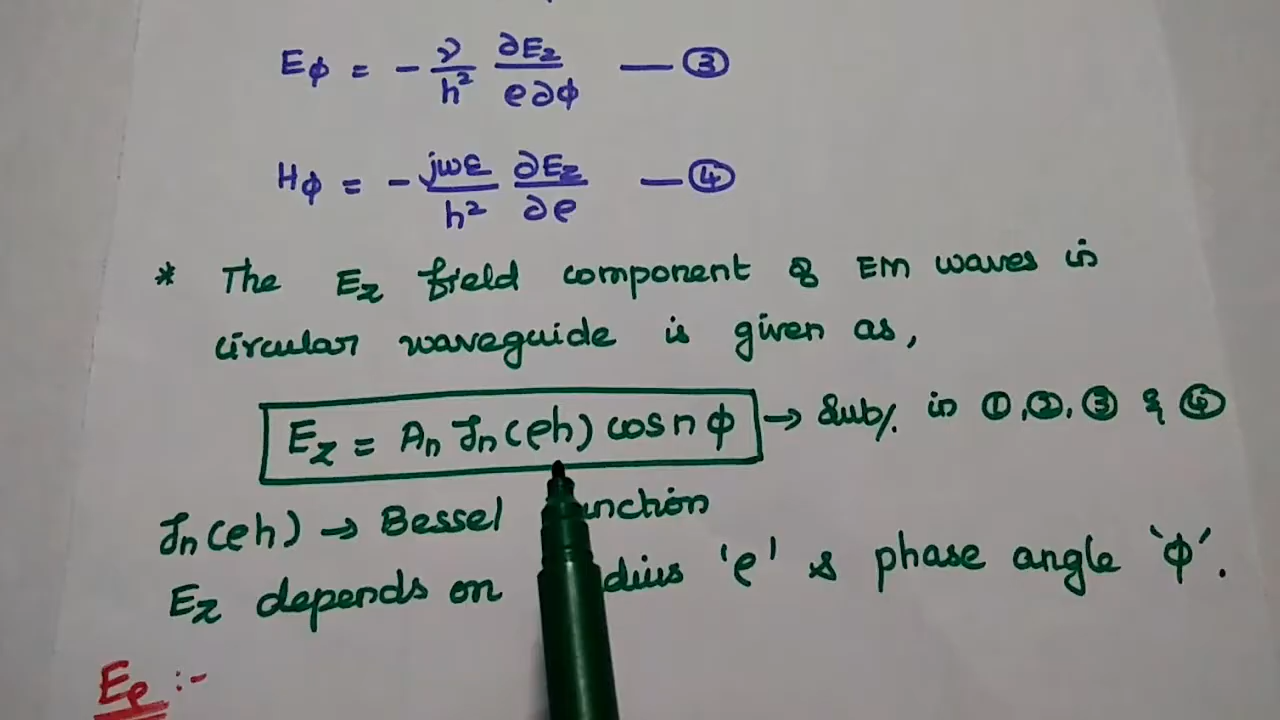 Eϕ = - γ/h² ∂Ez/ρ∂ϕ — ③
Hϕ = - jωε/h² ∂Ez/∂ρ — ④
* The Ez field component of EM waves in
circular waveguide is given as,
Ez = An Jn(ρh) cos n ϕ → Sub/. in ①, ②, ③ & ④
Jn(ρh) → Bessel unction
Ez depends on dius 'ρ' & phase angle 'ϕ'.
Eρ :-